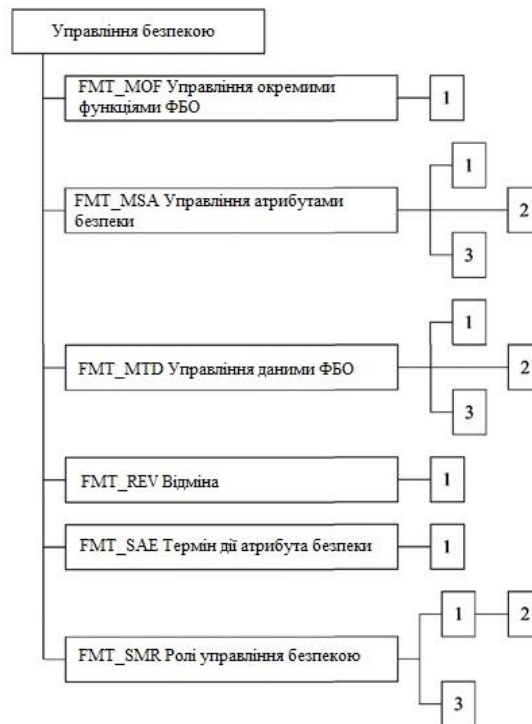 Управління безпекою
FMT_MOF Управління окремими
функціями ФБО
1
1
FMT_MSA Управління атрибутами
безпеки
2
3
1
FMT_MTD Управління даними ФБО
2
3
FMT_REV Відміна
1
FMT_SAE Термін дії атрибута безпеки
1
1
2
FMT_SMR Ролі управління безпекою
3